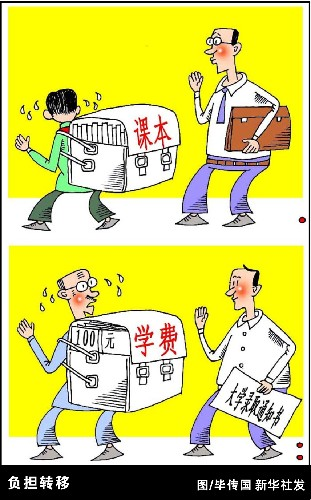 课本
100元
学费
大学录取通知书
负担转移
图/毕传国 新华社发